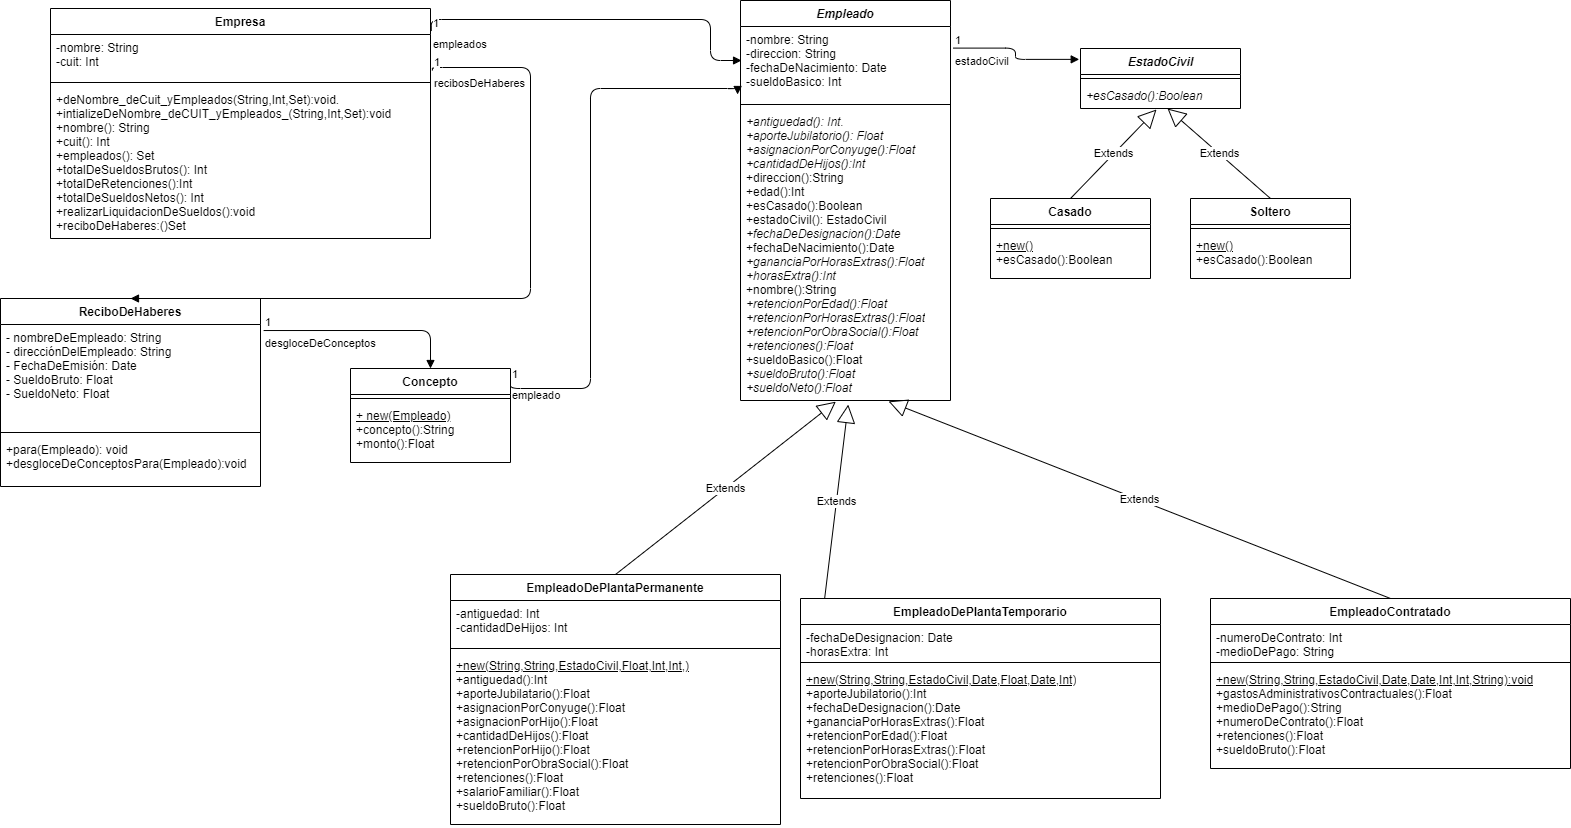 Empresa
-nombre: String
-cuit: Int
+deNombre_deCuit_yEmpleados(String,Int,Set):void.
+intializeDeNombre_deCUIT_yEmpleados_(String,Int,Set):void
+nombre(): String
+cuit(): Int
+empleados(): Set
+totalDeSueldosBrutos(): Int
+totalDeRetenciones():Int
+totalDeSueldosNetos(): Int
+realizarLiquidacionDeSueldos():void
+reciboDeHaberes:()Set
1
empleados
1
recibosDeHaberes
Empleado
-nombre: String
-direccion: String
-fechaDeNacimiento: Date
-sueldoBasico: Int
+antiguedad(): Int.
+aporteJubilatorio(): Float
+asignacionPorConyuge():Float
+cantidadDeHijos():Int
+direccion():String
+edad():Int
+esCasado():Boolean
+estadoCivil(): EstadoCivil
+fechaDeDesignacion():Date
+fechaDeNacimiento():Date
+gananciaPorHorasExtras():Float
+horasExtra():Int
+nombre():String
+retencionPorEdad():Float
+retencionPorHorasExtras():Float
+retencionPorObraSocial():Float
+retenciones():Float
+sueldoBasico():Float
+sueldoBruto():Float
+sueldoNeto():Float
1
estadoCivil
EstadoCivil
+esCasado():Boolean
Extends
Extends
Casado
+new()
+esCasado():Boolean
Soltero
+new()
+esCasado():Boolean
ReciboDeHaberes
- nombreDeEmpleado: String
- direcciónDelEmpleado: String
- FechaDeEmisión: Date
- SueldoBruto: Float
- SueldoNeto: Float
+para(Empleado): void
+desgloceDeConceptosPara(Empleado):void
1
desgloceDeConceptos
Concepto
+ new(Empleado)
+concepto():String
+monto():Float
1
empleado
Extends
Extends
Extends
EmpleadoDePlantaPermanente
-antiguedad: Int
-cantidadDeHijos: Int
+new(String,String,EstadoCivil,Float,Int,Int,)
+antiguedad():Int
+aporteJubilatario():Float
+asignacionPorConyuge():Float
+asignacionPorHijo():Float
+cantidadDeHijos():Float
+retencionPorHijo():Float
+retencionPorObraSocial():Float
+retenciones():Float
+salarioFamiliar():Float
+sueldoBruto():Float
EmpleadoDePlantaTemporario
-fechaDeDesignacion: Date
-horasExtra: Int
+new(String,String,EstadoCivil,Date,Float,Date,Int)
+aporteJubilatorio():Int
+fechaDeDesignacion():Date
+gananciaPorHorasExtras():Float
+retencionPorEdad():Float
+retencionPorHorasExtras():Float
+retencionPorObraSocial():Float
+retenciones():Float
EmpleadoContratado
-numeroDeContrato: Int
-medioDePago: String
+new(String,String,EstadoCivil,Date,Date,Int,Int,String):void
+gastosAdministrativosContractuales():Float
+medioDePago():String
+numeroDeContrato():Float
+retenciones():Float
+sueldoBruto():Float